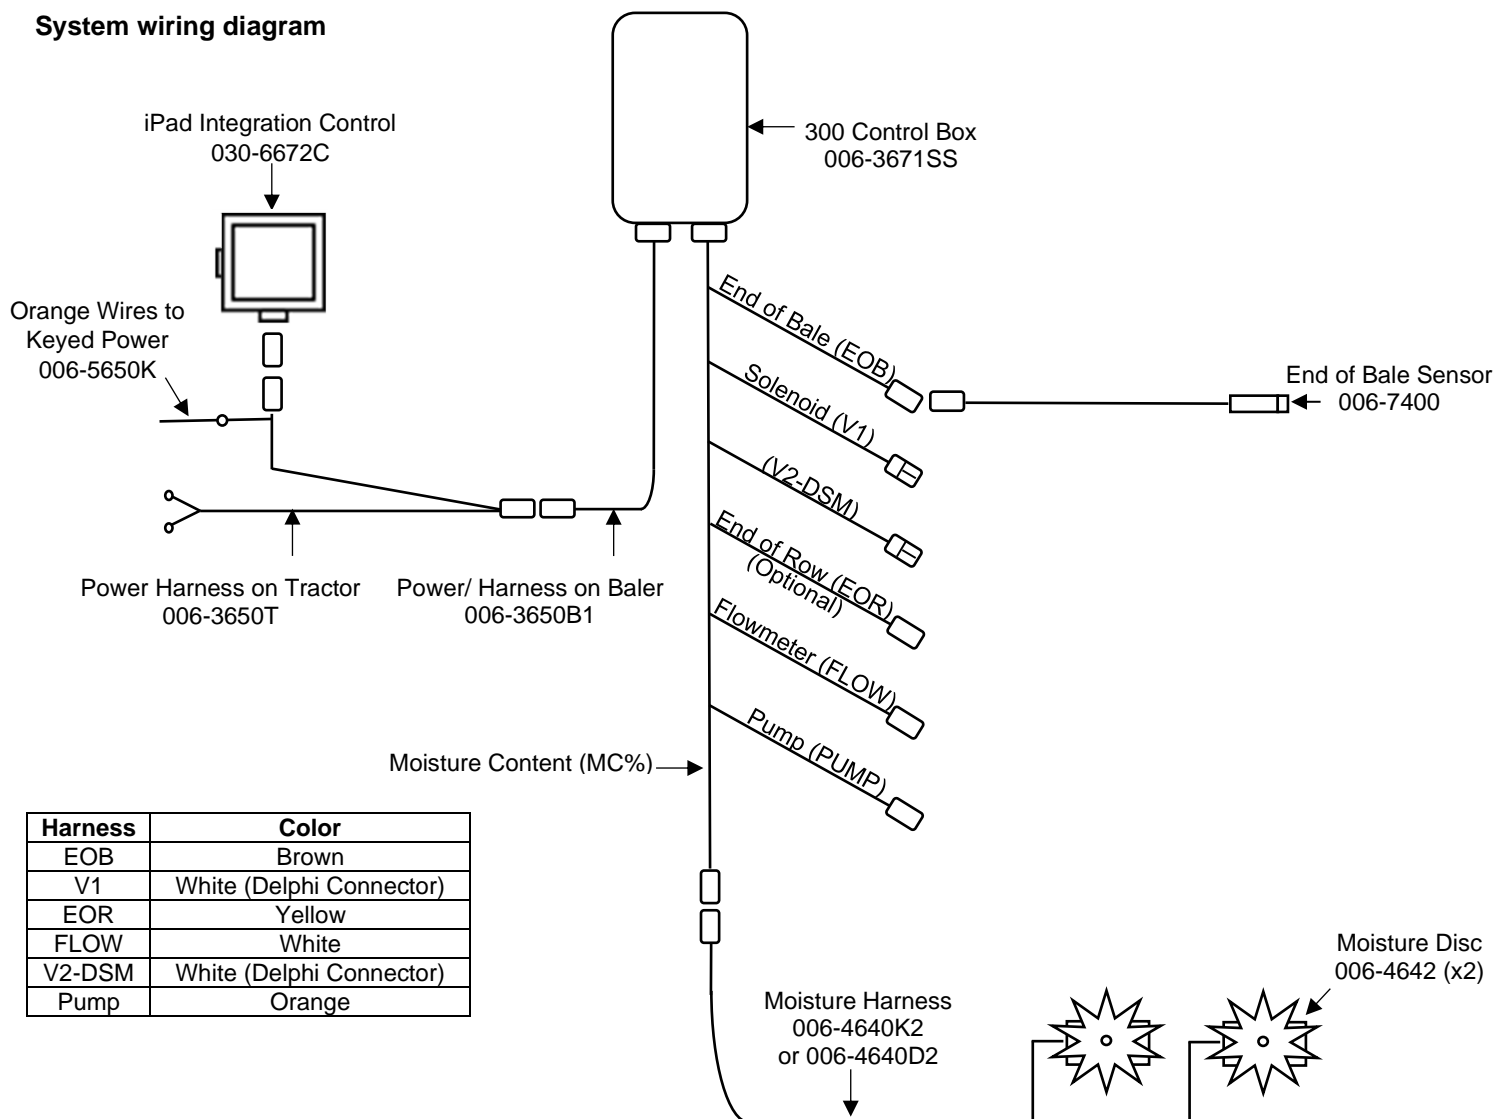 System wiring diagram
iPad Integration Control
030-6672C
300 Control Box
006-3671SS
Orange Wires to
Keyed Power
006-5650K
End of Bale (EOB)
Solenoid (V1)
(V2-DSM)
End of Row (EOR)
(Optional)
Flowmeter (FLOW)
Pump (PUMP)
End of Bale Sensor
006-7400
Power Harness on Tractor
006-3650T
Power/ Harness on Baler
006-3650B1
Moisture Content (MC%)
Harness Color
EOB Brown
V1 White (Delphi Connector)
EOR Yellow
FLOW White
V2-DSM White (Delphi Connector)
Pump Orange
Moisture Harness
006-4640K2
or 006-4640D2
Moisture Disc
006-4642 (x2)